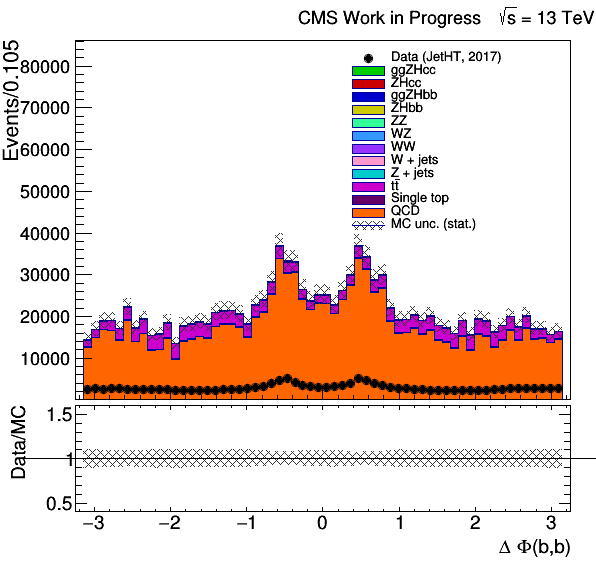 CMS Work in Progress √s = 13 TeV
Events/0.105
80000
70000
60000
50000
40000
30000
20000
10000
Data (JetHT, 2017)
ggZHcc
ZHcc
ggZHbb
ZHbb
ZZ
WZ
WW
W + jets
Z + jets
tt̄
Single top
QCD
MC unc. (stat.)
Data/MC
1.5
1
0.5
−3 −2 −1 0 1 2 3
Δ Φ(b,b)